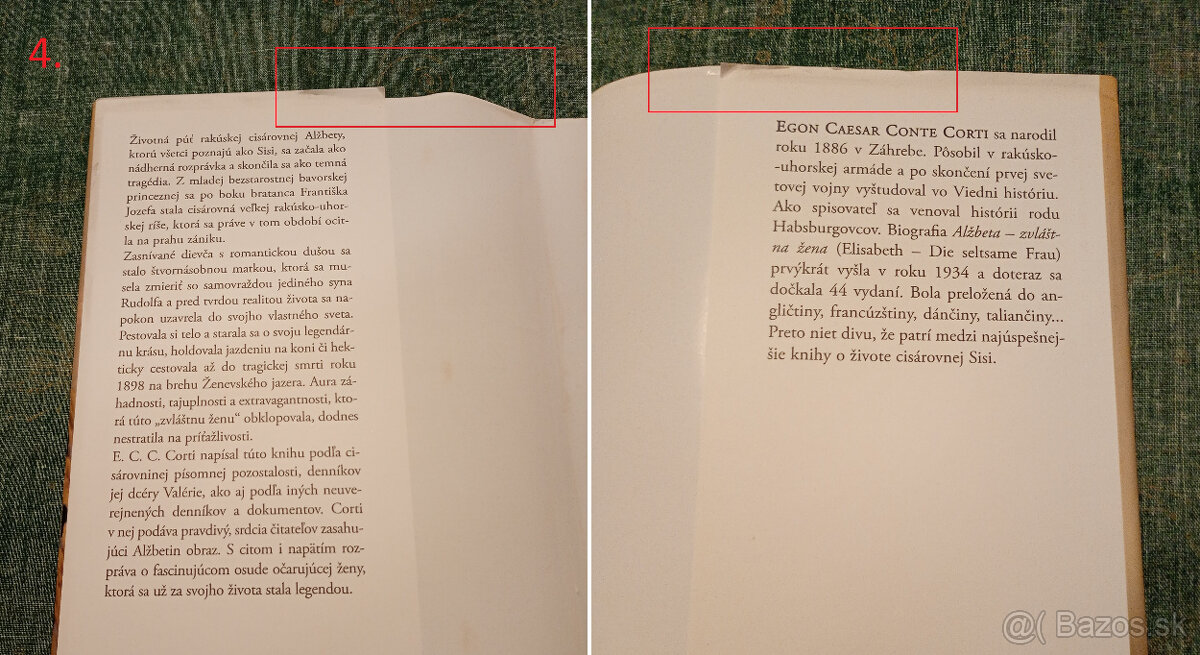 4.
Životná púť rakúskej cisárovnej Alžbety,
ktorú všetci poznajú ako Sisi, sa začala ako
nádherná rozprávka a skončila sa ako temná
tragédia. Z mladej bezstarostnej bavorskej
princeznej sa po boku bratanca Františka
Jozefa stala cisárovná veľkej rakúsko-uhor-
skej ríše, ktorá sa práve v tom období ocit-
la na prahu zániku.
Zasnívané dievča s romantickou dušou sa
stalo štvornásobnou matkou, ktorá sa mu-
sela zmieriť so samovraždou jediného syna
Rudolfa a pred tvrdou realitou života sa na-
pokon uzavrela do svojho vlastného sveta.
Pestovala si telo a starala sa o svoju legendár-
nu krásu, holdovala jazdeniu na koni či hek-
ticky cestovala až do tragickej smrti roku
1898 na brehu Ženevského jazera. Aura zá-
hadnosti, tajuplnosti a extravagantnosti, kto-
rá túto „zvláštnu ženu“ obklopovala, dodnes
nestratila na príťažlivosti.
E. C. C. Corti napísal túto knihu podľa ci-
sárovninej písomnej pozostalosti, denníkov
jej dcéry Valérie, ako aj podľa iných neuve-
rejnených denníkov a dokumentov. Corti
v nej podáva pravdivý, srdcia čitateľov zasahu-
júci Alžbetin obraz. S citom i napätím roz-
práva o fascinujúcom osude očarujúcej ženy,
ktorá sa už za svojho života stala legendou.
EGON CAESAR CONTE CORTI sa narodil
roku 1886 v Záhrebe. Pôsobil v rakúsko-
-uhorskej armáde a po skončení prvej sve-
tovej vojny vyštudoval vo Viedni históriu.
Ako spisovateľ sa venoval histórii rodu
Habsburgovcov. Biografia Alžbeta – zvlášt-
na žena (Elisabeth – Die seltsame Frau)
prvýkrát vyšla v roku 1934 a doteraz sa
dočkala 44 vydaní. Bola preložená do an-
gličtiny, francúzštiny, dánčiny, taliančiny...
Preto niet divu, že patrí medzi najúspešnej-
šie knihy o živote cisárovnej Sisi.
@( Bazos.sk